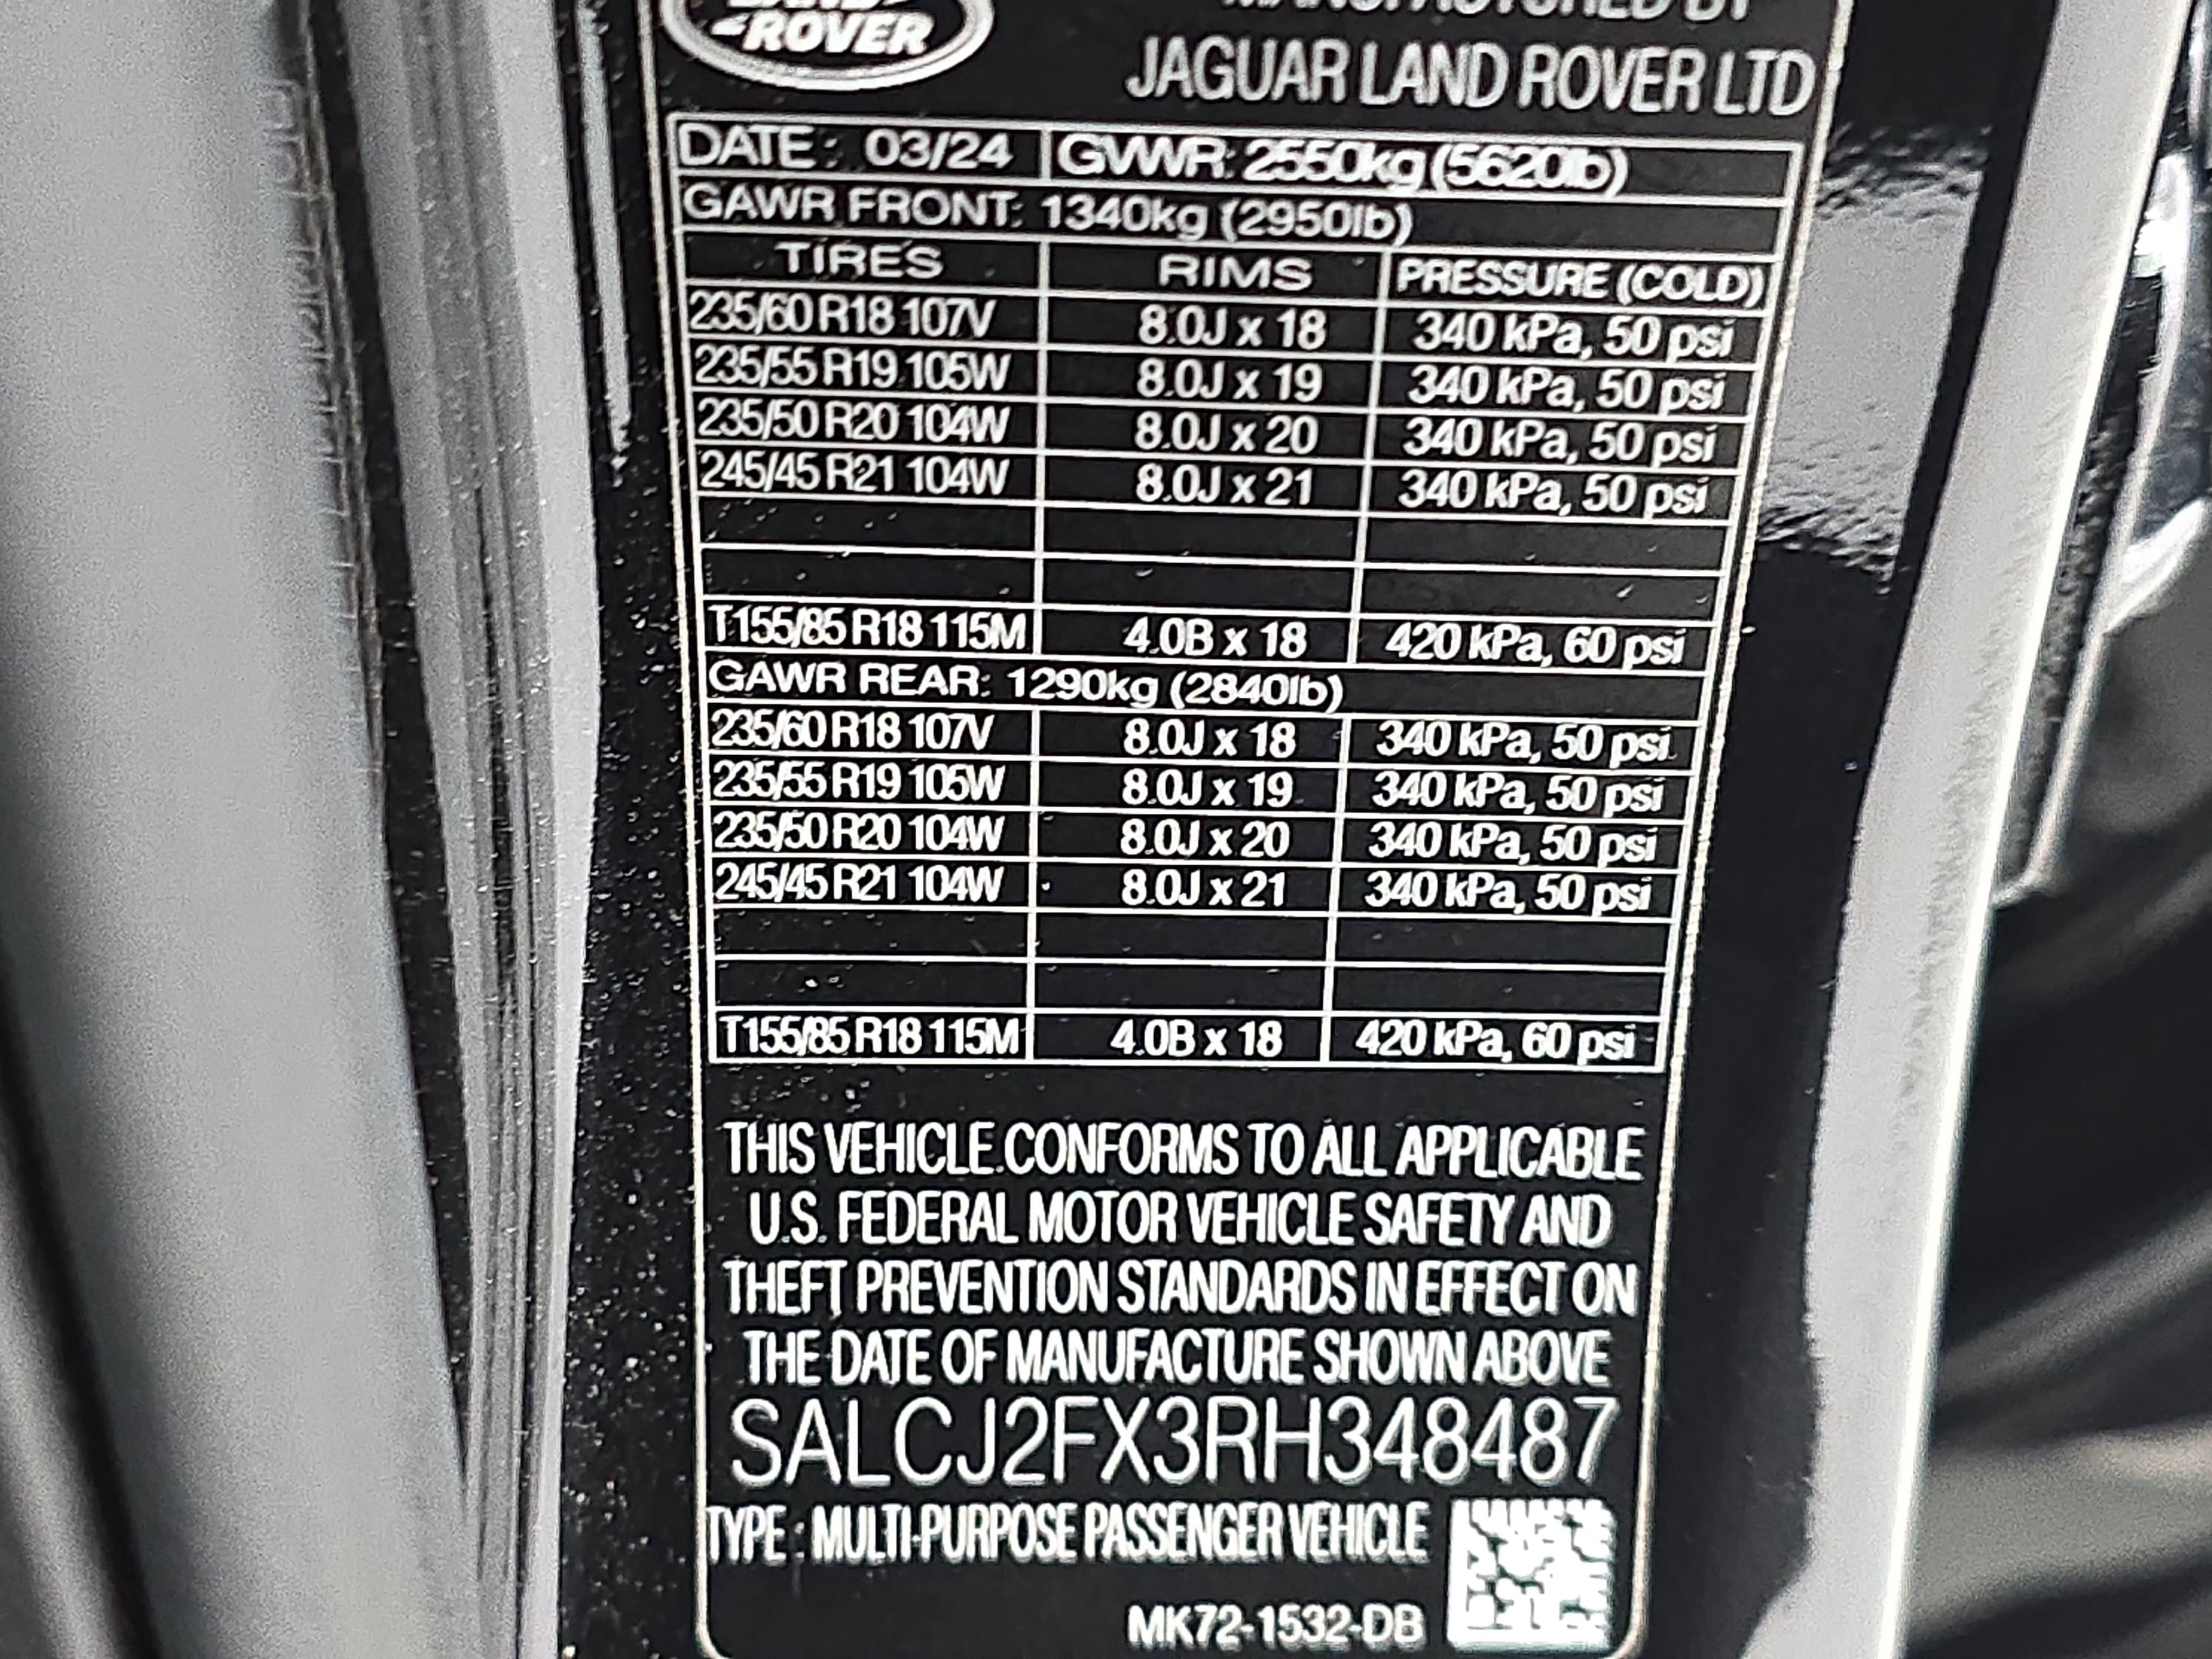 LAND-
ROVER
MANUFACTURED BY
JAGUAR LAND ROVER LTD
DATE: 03/24 GVWR: 2550kg (5620lb)
GAWR FRONT: 1340kg (2950lb)
TIRES RIMS PRESSURE (COLD)
235/60 R18 107V 8.0J x 18 340 kPa, 50 psi
235/55 R19 105W 8.0J x 19 340 kPa, 50 psi
235/50 R20 104W 8.0J x 20 340 kPa, 50 psi
245/45 R21 104W 8.0J x 21 340 kPa, 50 psi
T155/85 R18 115M 4.0B x 18 420 kPa, 60 psi
GAWR REAR: 1290kg (2840lb)
235/60 R18 107V 8.0J x 18 340 kPa, 50 psi
235/55 R19 105W 8.0J x 19 340 kPa, 50 psi
235/50 R20 104W 8.0J x 20 340 kPa, 50 psi
245/45 R21 104W 8.0J x 21 340 kPa, 50 psi
T155/85 R18 115M 4.0B x 18 420 kPa, 60 psi
THIS VEHICLE CONFORMS TO ALL APPLICABLE
U.S. FEDERAL MOTOR VEHICLE SAFETY AND
THEFT PREVENTION STANDARDS IN EFFECT ON
THE DATE OF MANUFACTURE SHOWN ABOVE
SALCJ2FX3RH348487
TYPE : MULTI-PURPOSE PASSENGER VEHICLE
MK72-1532-DB